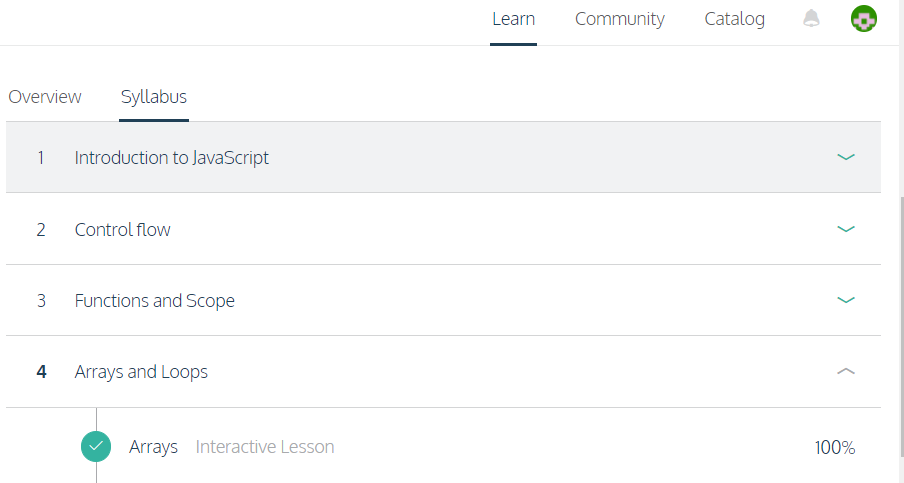 Learn Community Catalog
Overview Syllabus
1 Introduction to JavaScript
2 Control flow
3 Functions and Scope
4 Arrays and Loops
Arrays Interactive Lesson 100%